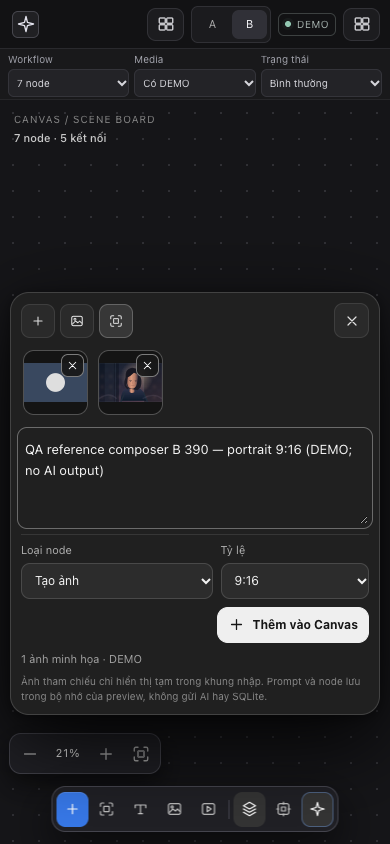 A B DEMO
Workflow Media Trạng thái
7 node Có DEMO Bình thường
CANVAS / SCENE BOARD
7 node · 5 kết nối
QA reference composer B 390 — portrait 9:16 (DEMO;
no AI output)
Loại node Tỷ lệ
Tạo ảnh 9:16
Thêm vào Canvas
1 ảnh minh họa · DEMO
Ảnh tham chiếu chỉ hiển thị tạm trong khung nhập. Prompt và node lưu
trong bộ nhớ của preview, không gửi AI hay SQLite.
21%